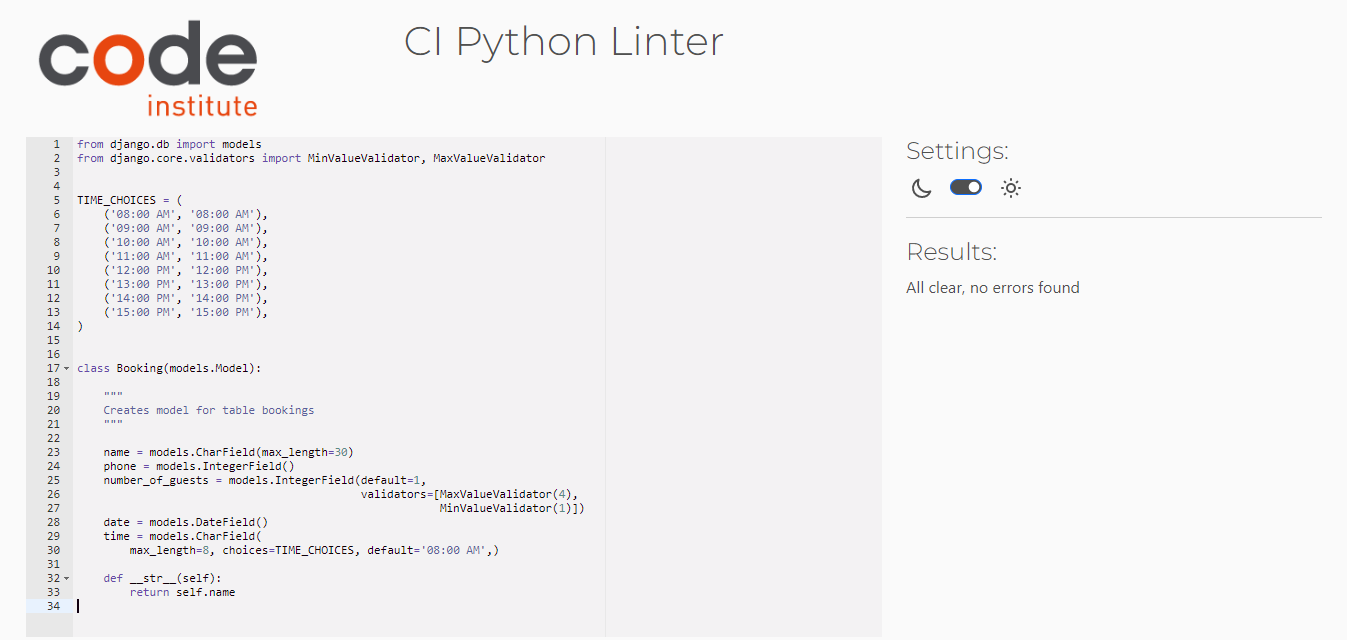 code
institute
CI Python Linter
1 from django.db import models
2 from django.core.validators import MinValueValidator, MaxValueValidator
3
4
5 TIME_CHOICES = (
6     ('08:00 AM', '08:00 AM'),
7     ('09:00 AM', '09:00 AM'),
8     ('10:00 AM', '10:00 AM'),
9     ('11:00 AM', '11:00 AM'),
10     ('12:00 PM', '12:00 PM'),
11     ('13:00 PM', '13:00 PM'),
12     ('14:00 PM', '14:00 PM'),
13     ('15:00 PM', '15:00 PM'),
14 )
15
16
17 class Booking(models.Model):
18
19     """
20     Creates model for table bookings
21     """
22
23     name = models.CharField(max_length=30)
24     phone = models.IntegerField()
25     number_of_guests = models.IntegerField(default=1,
26                                            validators=[MaxValueValidator(4),
27                                                        MinValueValidator(1)])
28     date = models.DateField()
29     time = models.CharField(
30         max_length=8, choices=TIME_CHOICES, default='08:00 AM',)
31
32     def __str__(self):
33         return self.name
34
Settings:
Results:
All clear, no errors found